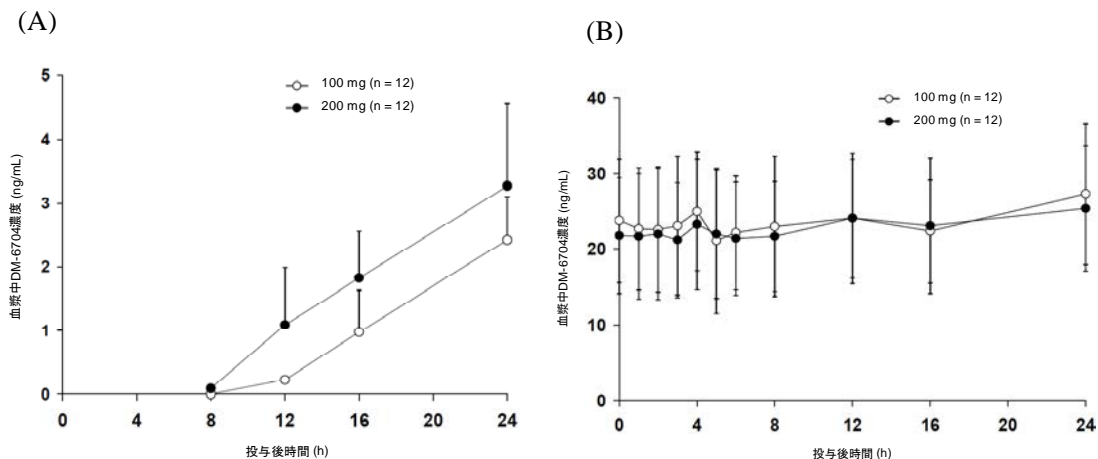 (A)
100 mg (n = 12)
200 mg (n = 12)
血漿中DM-6704濃度 (ng/mL)
5
4
3
2
1
0
0 4 8 12 16 20 24
投与後時間 (h)
(B)
100 mg (n = 12)
200 mg (n = 12)
血漿中DM-6704濃度 (ng/mL)
40
30
20
10
0
0 4 8 12 16 20 24
投与後時間 (h)